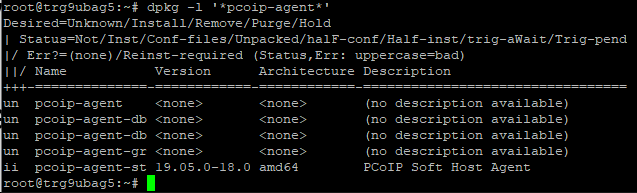 root@trg9ubag5:~# dpkg -l '*pcoip-agent*'
Desired=Unknown/Install/Remove/Purge/Hold
| Status=Not/Inst/Conf-files/Unpacked/halF-conf/Half-inst/trig-aWait/Trig-pend
|/ Err?=(none)/Reinst-required (Status,Err: uppercase=bad)
||/ Name           Version      Architecture Description
+++-==============-============-============-=================================
un  pcoip-agent    <none>       <none>       (no description available)
un  pcoip-agent-db <none>       <none>       (no description available)
un  pcoip-agent-db <none>       <none>       (no description available)
un  pcoip-agent-gr <none>       <none>       (no description available)
ii  pcoip-agent-st 19.05.0-18.0 amd64        PCoIP Soft Host Agent
root@trg9ubag5:~#